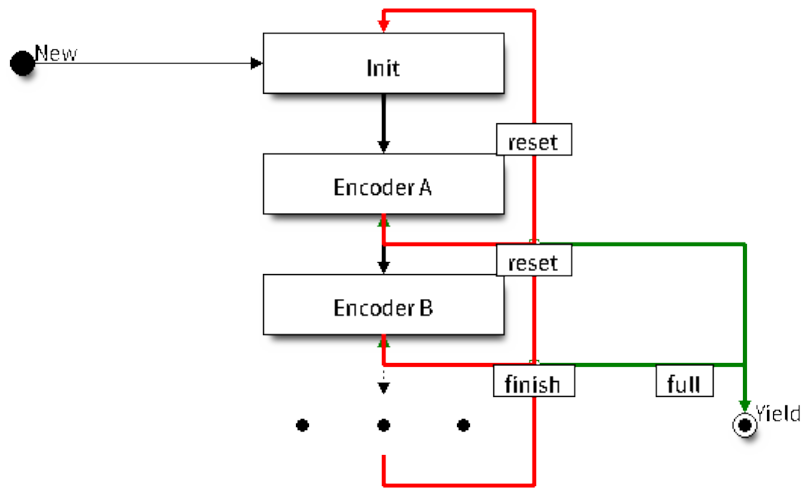 New
Init
reset
Encoder A
reset
Encoder B
finish
full
Yield